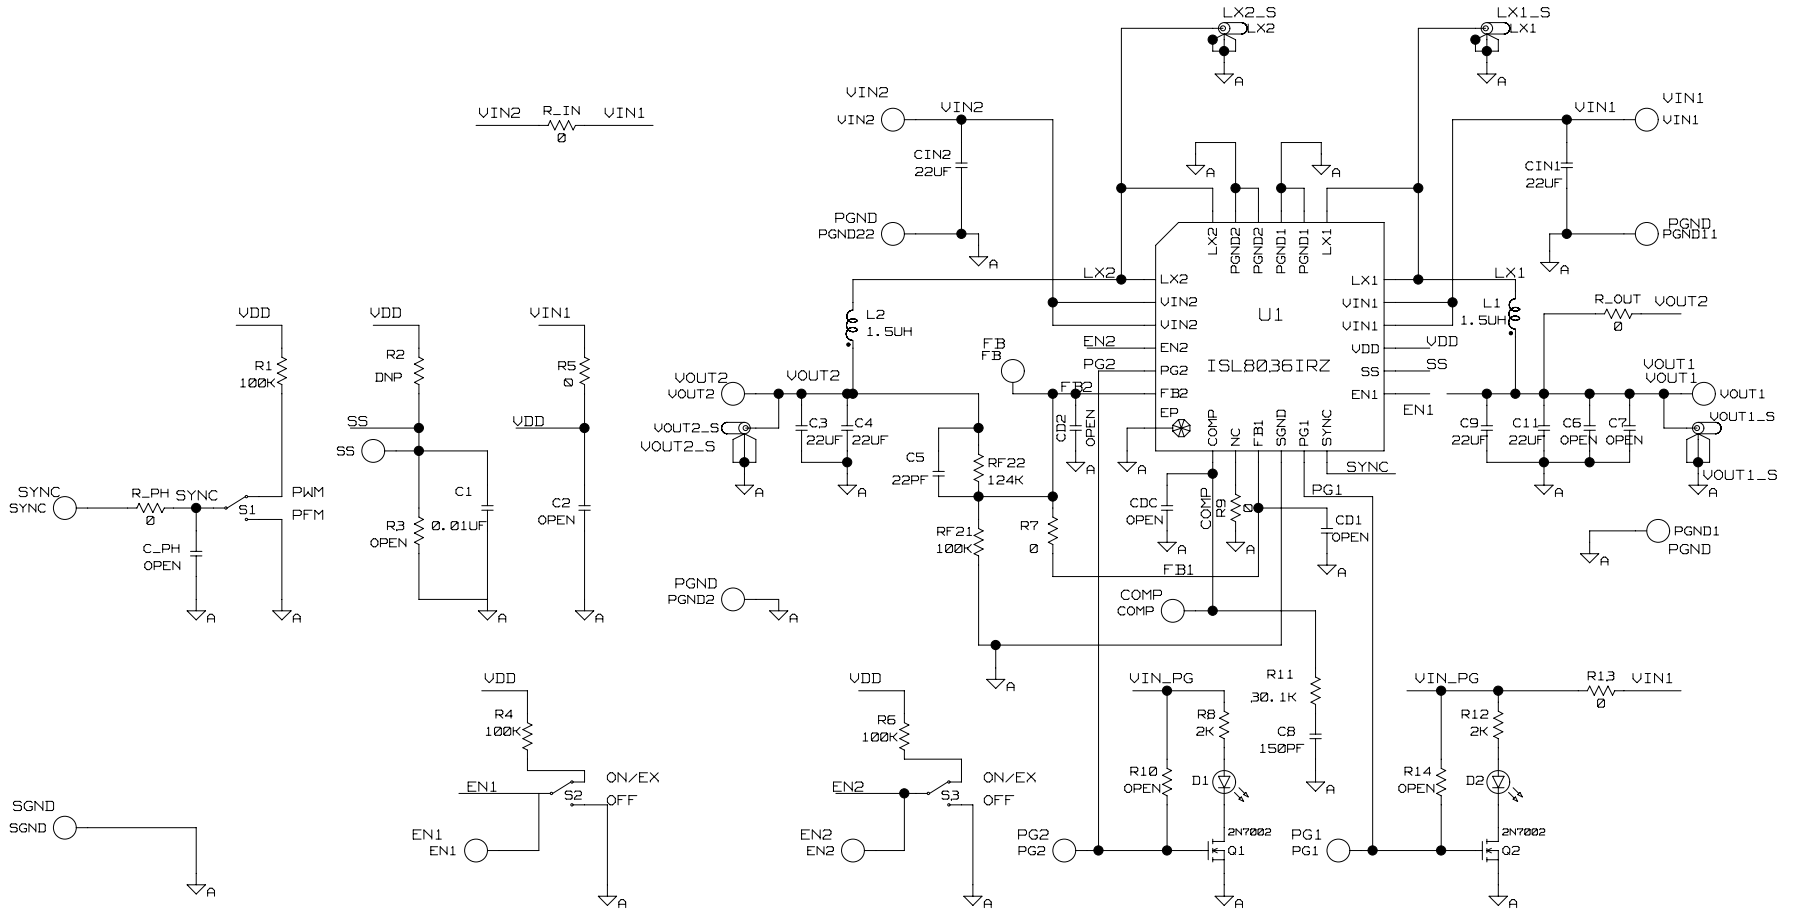 LX2_S
LX2
A
LX1_S
LX1
A
VIN2
VIN2
VIN2
CIN2
22UF
PGND
PGND22
A
VIN1
VIN1
VIN1
CIN1
22UF
PGND
PGND11
A
VIN2 R_IN VIN1
0
A
A
LX2
PGND2
PGND2
PGND1
PGND1
LX1
LX2
VIN2
VIN2
EN2
PG2
FB2
EP
LX1
VIN1
VIN1
VDD
SS
EN1
U1
ISL8036IRZ
COMP
NC
FB1
SGND
PG1
SYNC
LX2
EN2
PG2
FB2
LX1
VDD
SS
EN1
L2
1.5UH
L1
1.5UH
R_OUT
0
VOUT2
FB
FB
VOUT2
VOUT2
VOUT2
VOUT2_S
VOUT2_S
A
C3
22UF
C4
22UF
A
C5
22PF
RF22
124K
RF21
100K
CD2
OPEN
A
A
R7
0
FB1
CDC
OPEN
A
COMP
R9
0
A
CD1
OPEN
A
SYNC
PG1
VOUT1
VOUT1
VOUT1
VOUT1_S
VOUT1_S
A
C9
22UF
C11
22UF
C6
OPEN
C7
OPEN
A
PGND1
PGND
A
VDD
R1
100K
PWM
PFM
S1
SYNC
SYNC
R_PH
0
SYNC
C_PH
OPEN
A
A
VDD
R2
DNP
SS
SS
R3
OPEN
C1
0.01UF
A
VIN1
R5
0
VDD
C2
OPEN
A
PGND
PGND2
A
COMP
COMP
A
R11
30.1K
C8
150PF
A
VDD
R4
100K
EN1
S2
ON/EX
OFF
EN1
EN1
A
VDD
R6
100K
EN2
S3
ON/EX
OFF
EN2
EN2
A
SGND
SGND
A
VIN_PG
R8
2K
R10
OPEN
D1
2N7002
Q1
PG2
PG2
A
VIN_PG
R13
0
VIN1
R12
2K
R14
OPEN
D2
2N7002
Q2
PG1
PG1
A